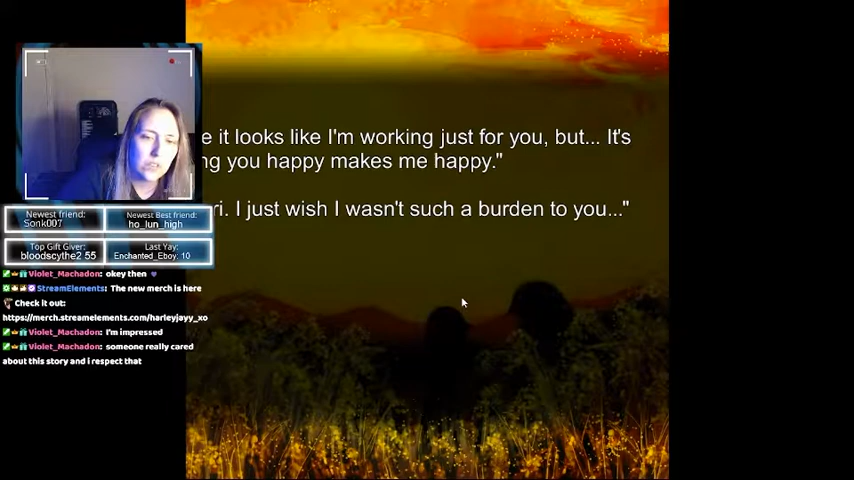 e it looks like I'm working just for you, but... It's
ng you happy makes me happy."
ri. I just wish I wasn't such a burden to you..."
Newest friend:
Sonk007
Newest Best friend:
ho_lun_high
Top Gift Giver:
bloodscythe2 55
Last Yay:
Enchanted_Eboy: 10
Violet_Machadon: okey then
StreamElements: The new merch is here
Check it out:
https://merch.streamelements.com/harleyjayy_xo
Violet_Machadon: I'm impressed
Violet_Machadon: someone really cared
about this story and i respect that